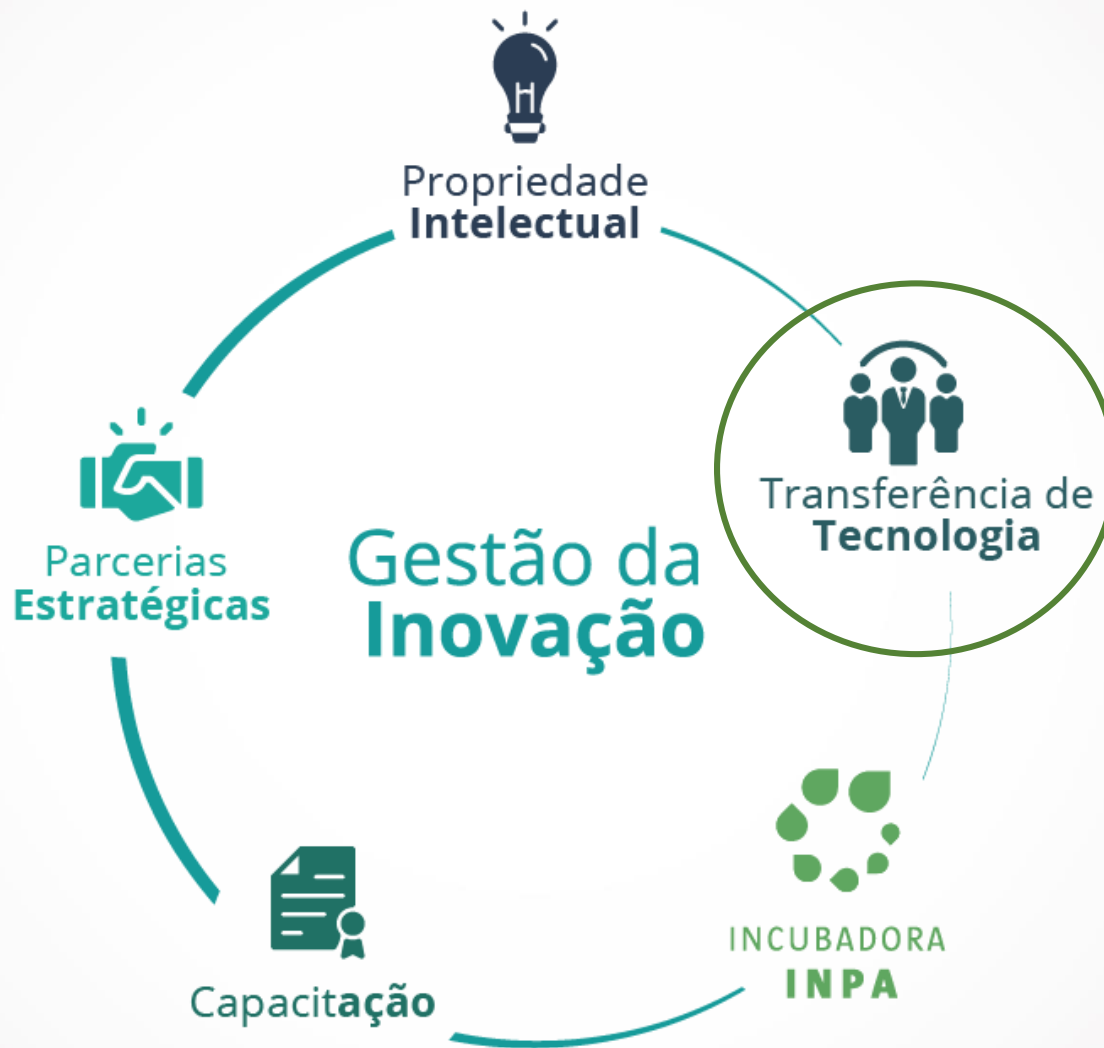 Propriedade
Intelectual
Transferência de
Tecnologia
Gestão da
Inovação
Parcerias
Estratégicas
INCUBADORA
INPA
Capacitação